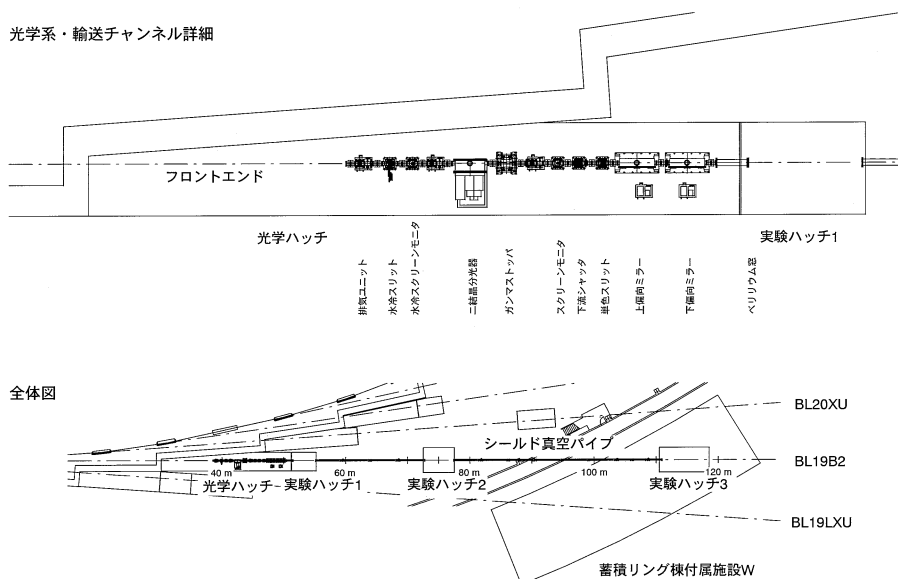 光学系・輸送チャンネル詳細
フロントエンド
光学ハッチ
実験ハッチ1
排気ユニット
水冷スリット
水冷スクリーンモニタ
二結晶分光器
ガンマストッパ
スクリーンモニタ
下流シャッタ
単色スリット
上偏向ミラー
下偏向ミラー
ベリリウム窓
全体図
BL20XU
シールド真空パイプ
BL19B2
40 m
60 m
80 m
100 m
120 m
光学ハッチ
実験ハッチ1
実験ハッチ2
実験ハッチ3
BL19LXU
蓄積リング棟付属施設W